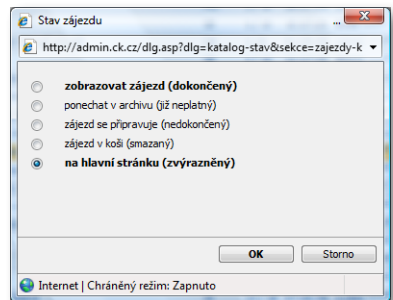 Stav zájezdu ...
http://admin.ck.cz/dlg.asp?dlg=katalog-stav&sekce=zajezdy-k
zobrazovat zájezd (dokončený)
ponechat v archivu (již neplatný)
zájezd se připravuje (nedokončený)
zájezd v koši (smazaný)
na hlavní stránku (zvýrazněný)
OK Storno
Internet | Chráněný režim: Zapnuto